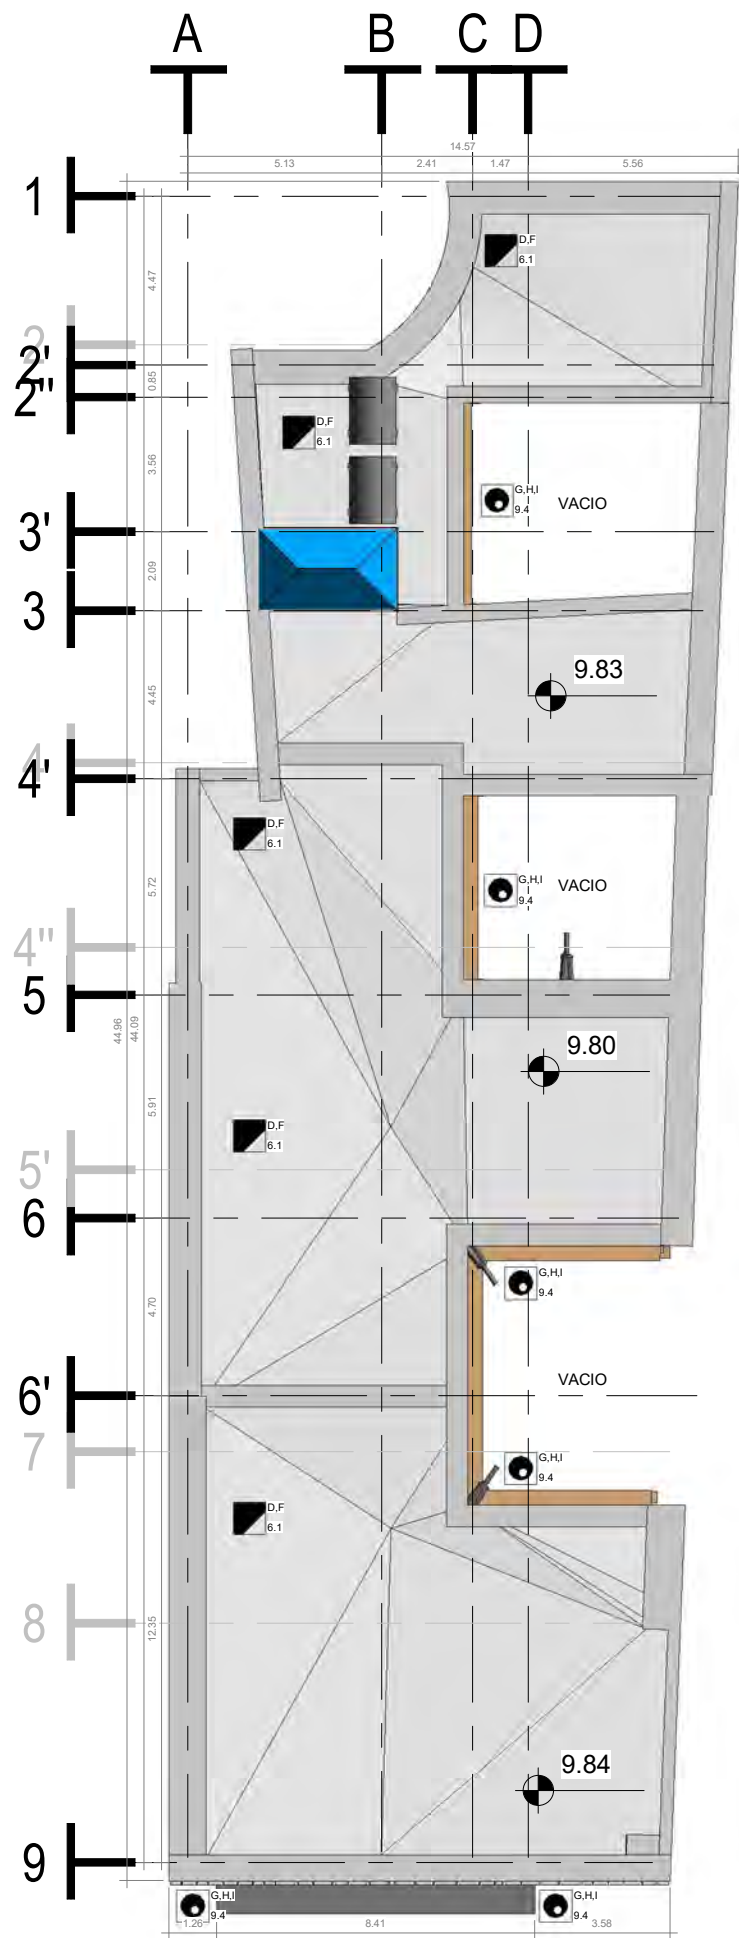 A B C D
14.57
5.13 2.41 1.47 5.56
1
D,F
6.1
4.47
2
2'
2''
0.85
D,F
6.1
3.56
G,H,I
9.4
VACIO
3'
2.09
3
9.83
4.45
4
4'
D,F
6.1
5.72
G,H,I
9.4
VACIO
4''
5
44.96
44.09
9.80
5.91
D,F
6.1
5'
6
G,H,I
9.4
4.70
VACIO
6'
7
G,H,I
9.4
D,F
6.1
8
12.35
9.84
9
G,H,I
9.4
G,H,I
9.4
1.26 8.41 3.58